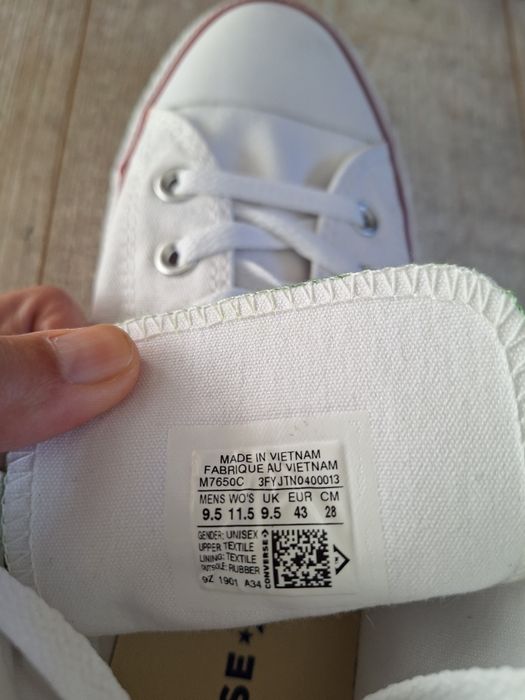 MADE IN VIETNAM
FABRIQUE AU VIETNAM
M7650C 3FYJTN0400013
MENS WO'S UK EUR CM
9.5 11.5 9.5 43 28
GENDER: UNISEX
UPPER: TEXTILE
LINING: TEXTILE
OUTSOLE: RUBBER
9Z 1901 A34
CONVERSE
SE